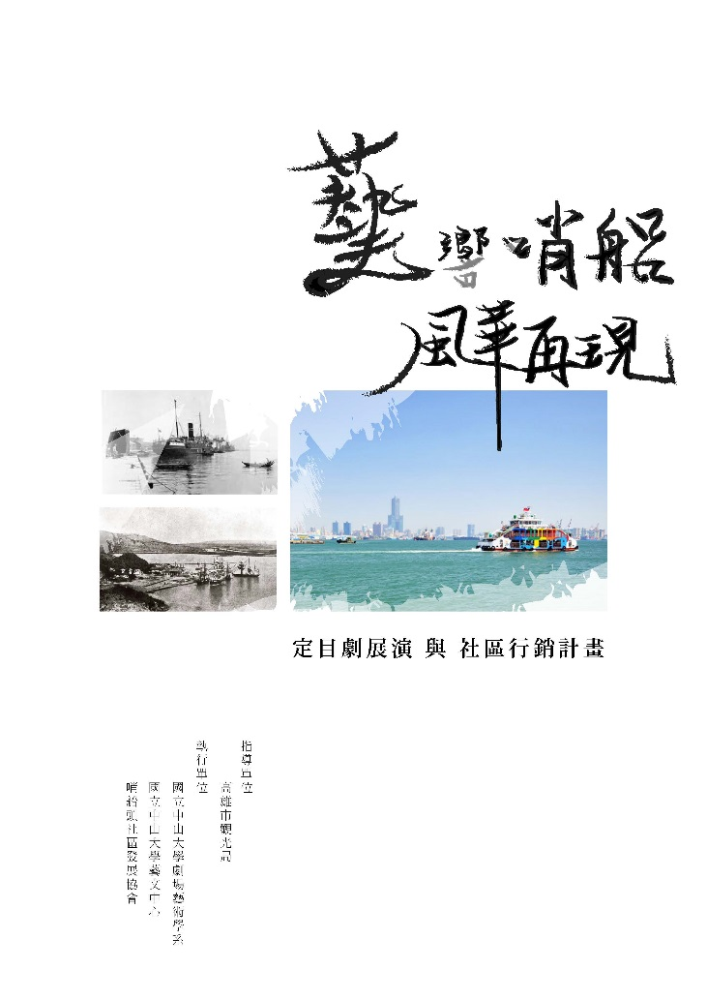 藝響哨船
風華再現
定目劇展演 與 社區行銷計畫
指導單位
高雄市觀光局
執行單位
國立中山大學劇場藝術學系
國立中山大學藝文中心
哨船頭社區發展協會